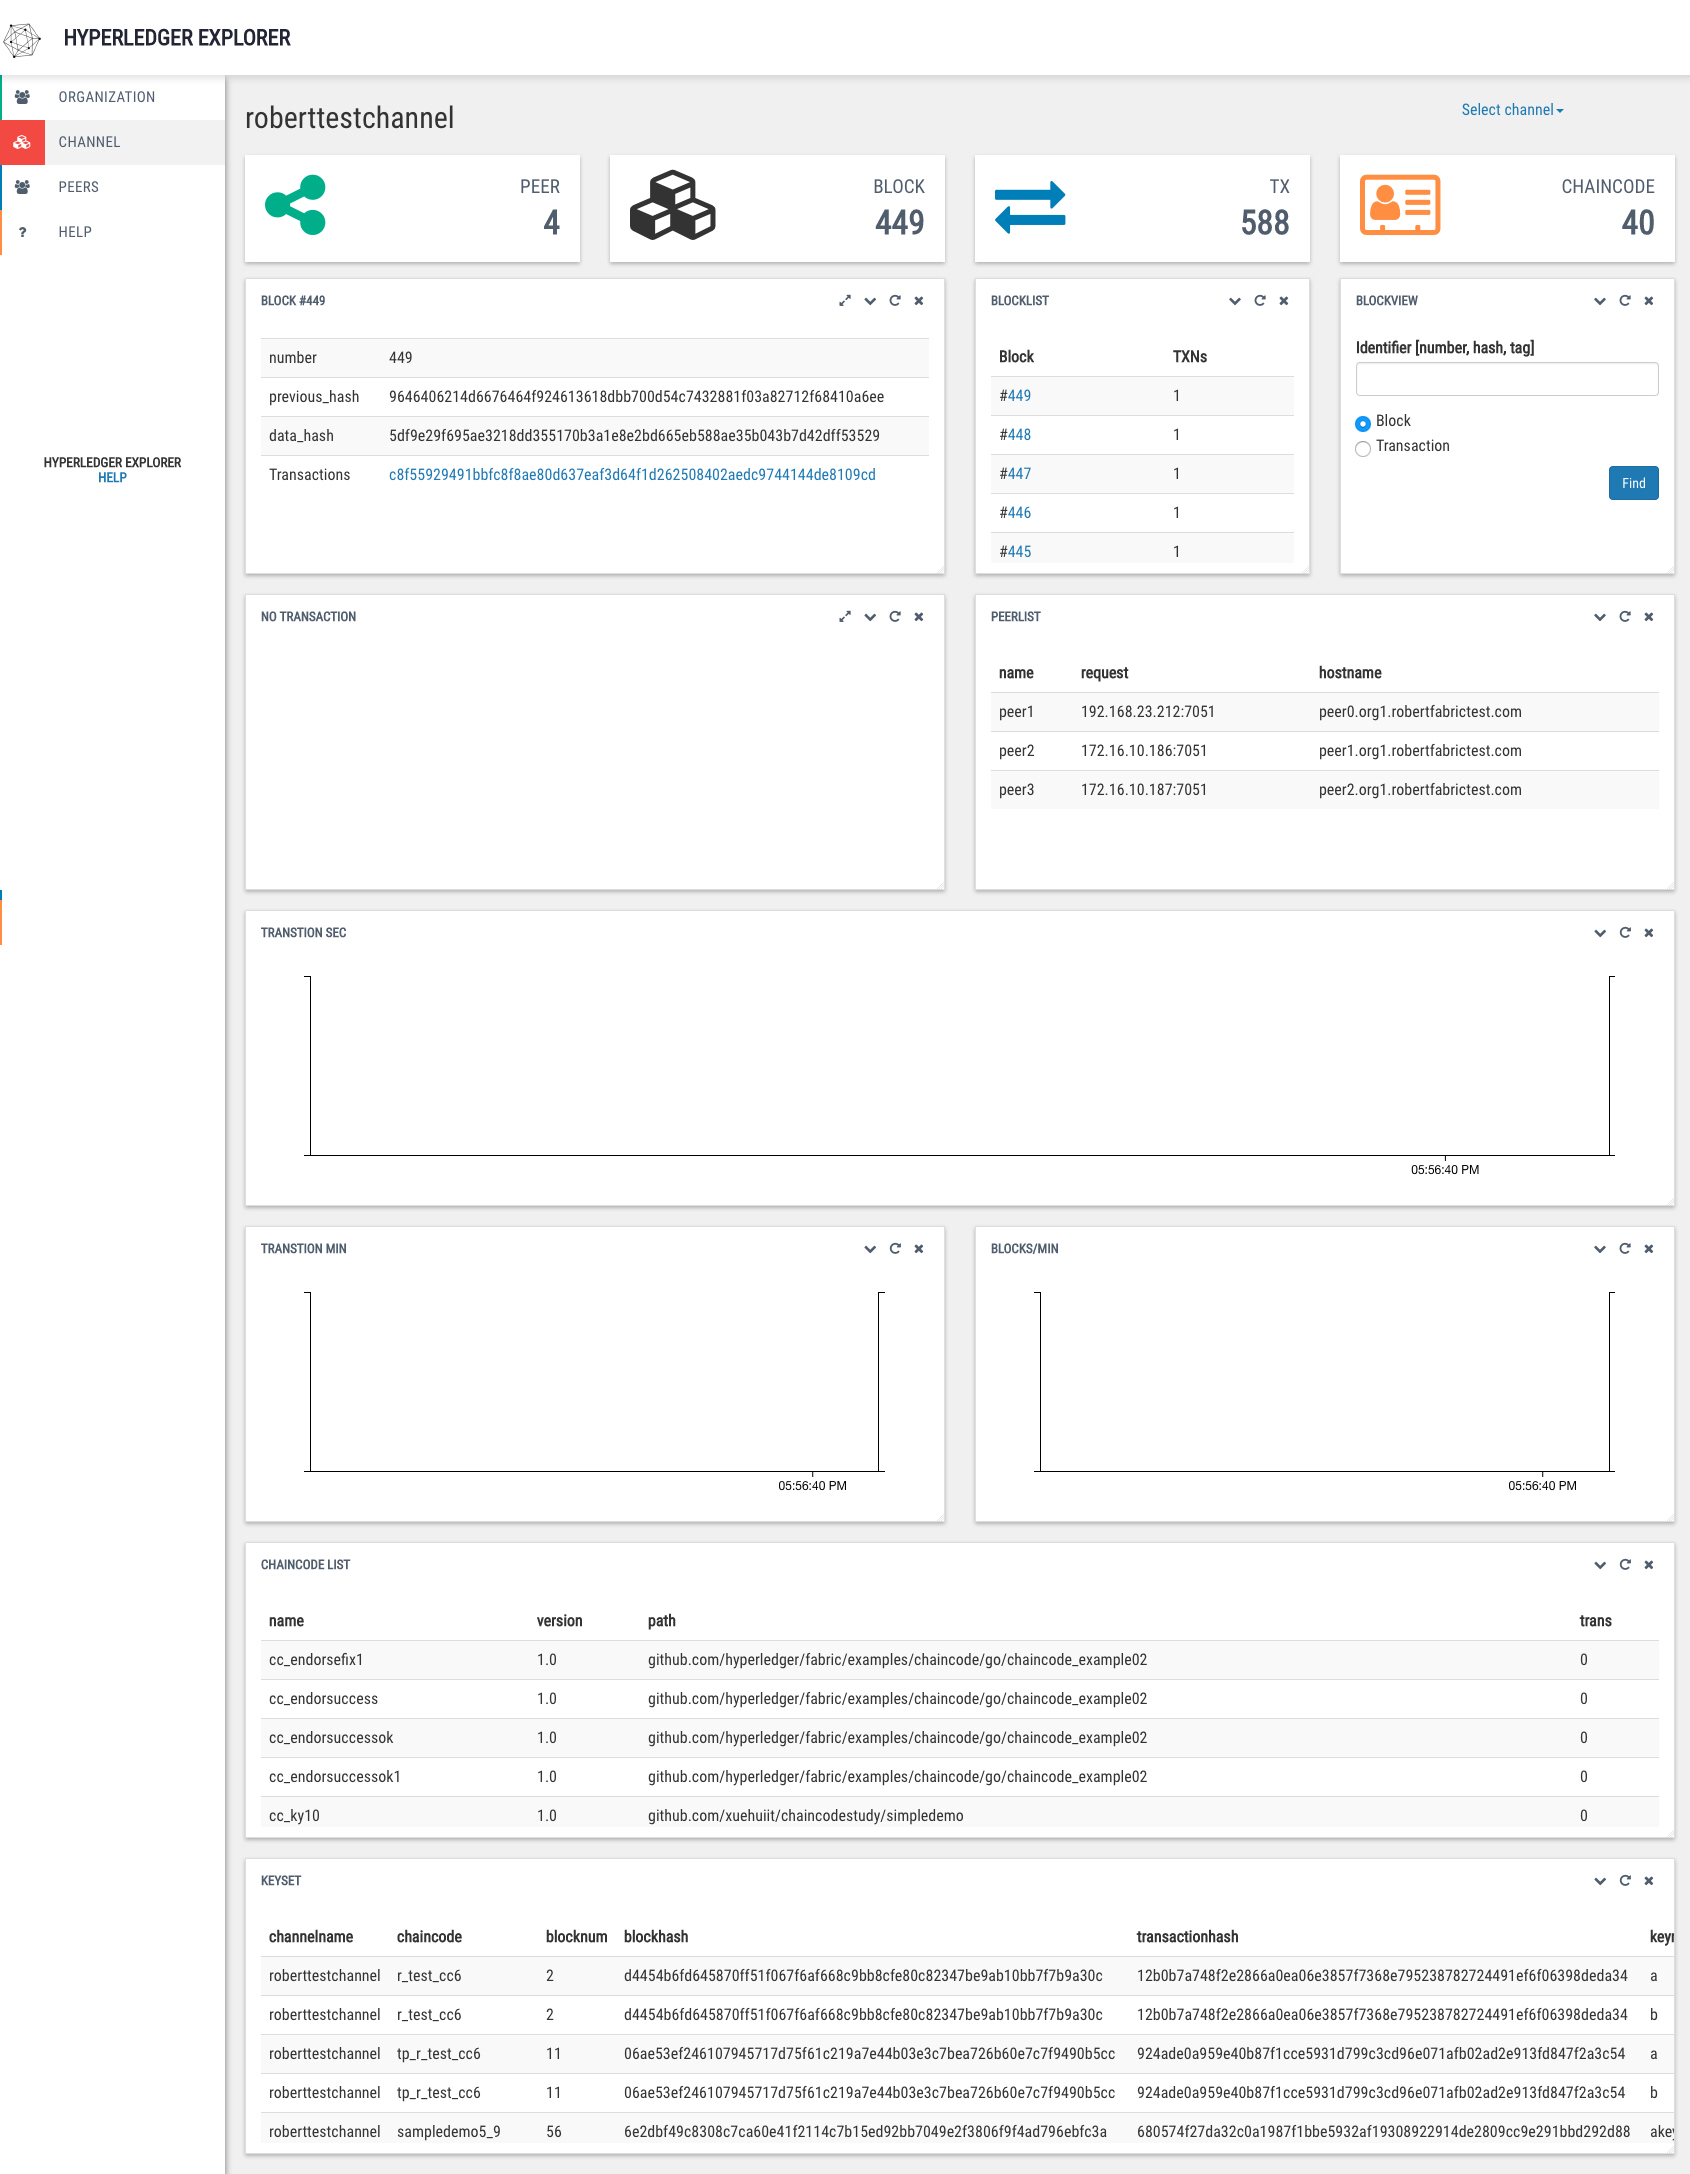 HYPERLEDGER EXPLORER
ORGANIZATION
CHANNEL
PEERS
? HELP
HYPERLEDGER EXPLORER
HELP
roberttestchannel
Select channel
PEER
4
BLOCK
449
TX
588
CHAINCODE
40
BLOCK #449
number 449
previous_hash 9646406214d6676464f924613618dbb700d54c7432881f03a82712f68410a6ee
data_hash 5df9e29f695ae3218dd355170b3a1e8e2bd665eb588ae35b043b7d42dff53529
Transactions c8f55929491bbfc8f8ae80d637eaf3d64f1d262508402aedc9744144de8109cd
BLOCKLIST
Block TXNs
#449 1
#448 1
#447 1
#446 1
#445 1
BLOCKVIEW
Identifier [number, hash, tag]
Block
Transaction
Find
NO TRANSACTION
PEERLIST
name request hostname
peer1 192.168.23.212:7051 peer0.org1.robertfabrictest.com
peer2 172.16.10.186:7051 peer1.org1.robertfabrictest.com
peer3 172.16.10.187:7051 peer2.org1.robertfabrictest.com
TRANSTION SEC
05:56:40 PM
TRANSTION MIN
05:56:40 PM
BLOCKS/MIN
05:56:40 PM
CHAINCODE LIST
name version path trans
cc_endorsefix1 1.0 github.com/hyperledger/fabric/examples/chaincode/go/chaincode_example02 0
cc_endorsuccess 1.0 github.com/hyperledger/fabric/examples/chaincode/go/chaincode_example02 0
cc_endorsuccessok 1.0 github.com/hyperledger/fabric/examples/chaincode/go/chaincode_example02 0
cc_endorsuccessok1 1.0 github.com/hyperledger/fabric/examples/chaincode/go/chaincode_example02 0
cc_ky10 1.0 github.com/xuehuiit/chaincodestudy/simpledemo 0
KEYSET
channelname chaincode blocknum blockhash transactionhash
roberttestchannel r_test_cc6 2 d4454b6fd645870ff51f067f6af668c9bb8cfe80c82347be9ab10bb7f7b9a30c 12b0b7a748f2e2866a0ea06e3857f7368e795238782724491ef6f06398deda34 a
roberttestchannel r_test_cc6 2 d4454b6fd645870ff51f067f6af668c9bb8cfe80c82347be9ab10bb7f7b9a30c 12b0b7a748f2e2866a0ea06e3857f7368e795238782724491ef6f06398deda34 b
roberttestchannel tp_r_test_cc6 11 06ae53ef246107945717d75f61c219a7e44b03e3c7bea726b60e7c7f9490b5cc 924ade0a959e40b87f1cce5931d799c3cd96e071afb02ad2e913fd847f2a3c54 a
roberttestchannel tp_r_test_cc6 11 06ae53ef246107945717d75f61c219a7e44b03e3c7bea726b60e7c7f9490b5cc 924ade0a959e40b87f1cce5931d799c3cd96e071afb02ad2e913fd847f2a3c54 b
roberttestchannel sampledemo5_9 56 6e2dbf49c8308c7ca60e41f2114c7b15ed92bb7049e2f3806f9f4ad796ebfc3a 680574f27da32c0a1987f1bbe5932af19308922914de2809cc9e291bbd292d88